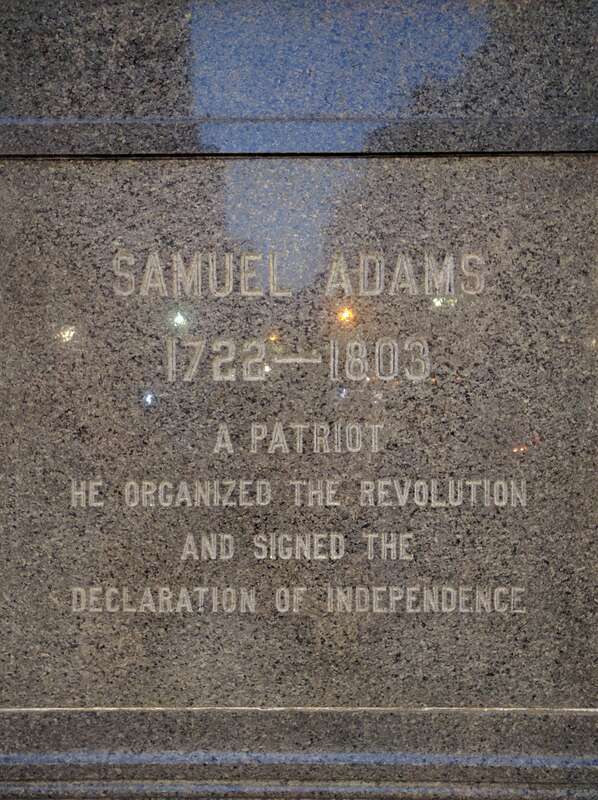 SAMUEL ADAMS
1722—1803
A PATRIOT
HE ORGANIZED THE REVOLUTION
AND SIGNED THE
DECLARATION OF INDEPENDENCE